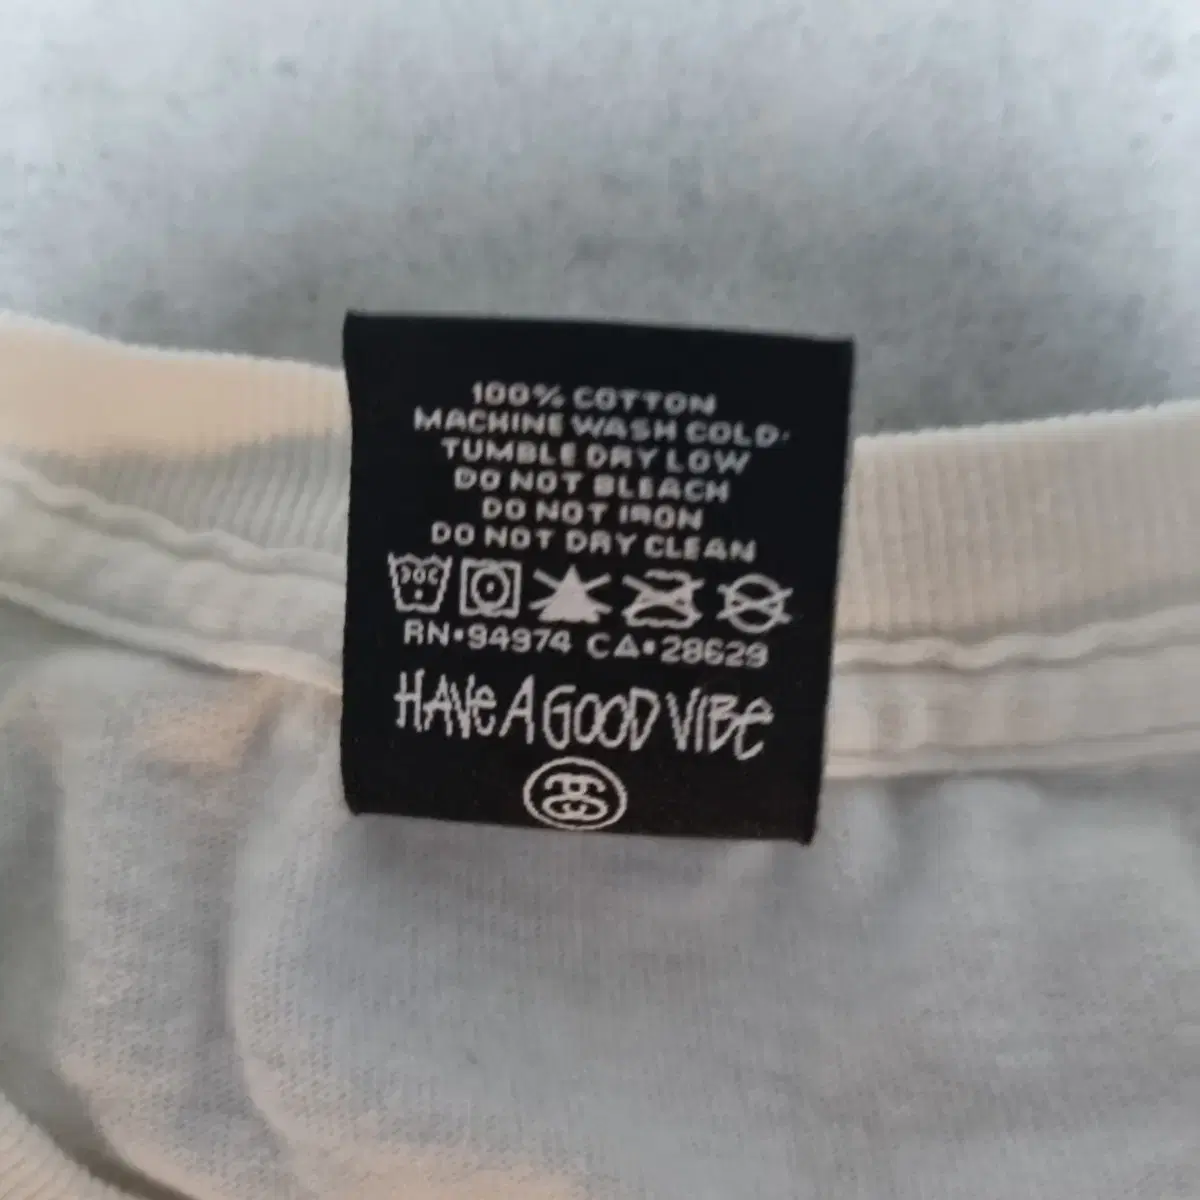 100% COTTON
MACHINE WASH COLD
TUMBLE DRY LOW
DO NOT BLEACH
DO NOT IRON
DO NOT DRY CLEAN
30C
RN•94974 CA•28629
HAVE A GOOD VIBE